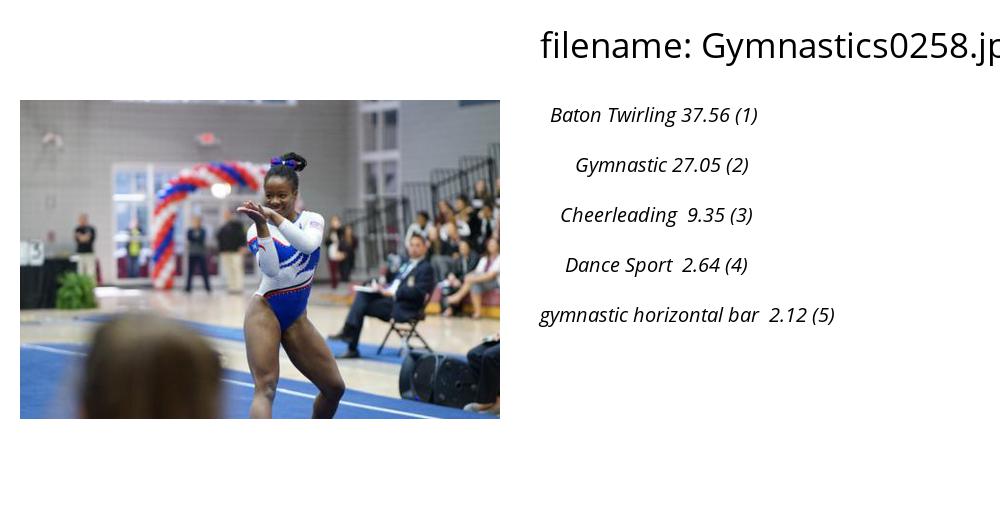 filename: Gymnastics0258.jp
Baton Twirling 37.56 (1)
Gymnastic 27.05 (2)
Cheerleading 9.35 (3)
Dance Sport 2.64 (4)
gymnastic horizontal bar 2.12 (5)